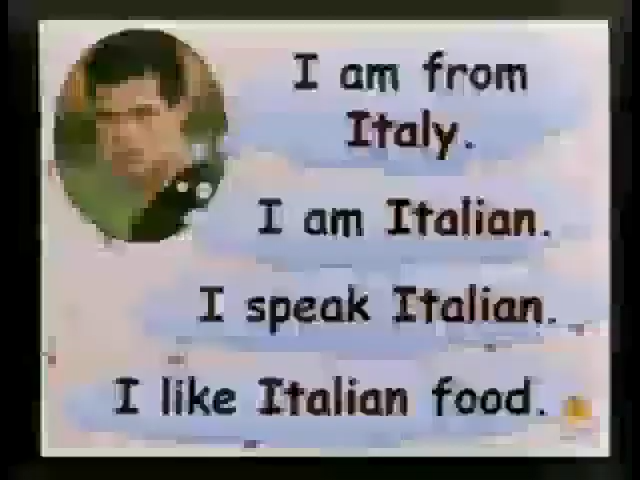 I am from
Italy.
I am Italian.
I speak Italian.
I like Italian food.